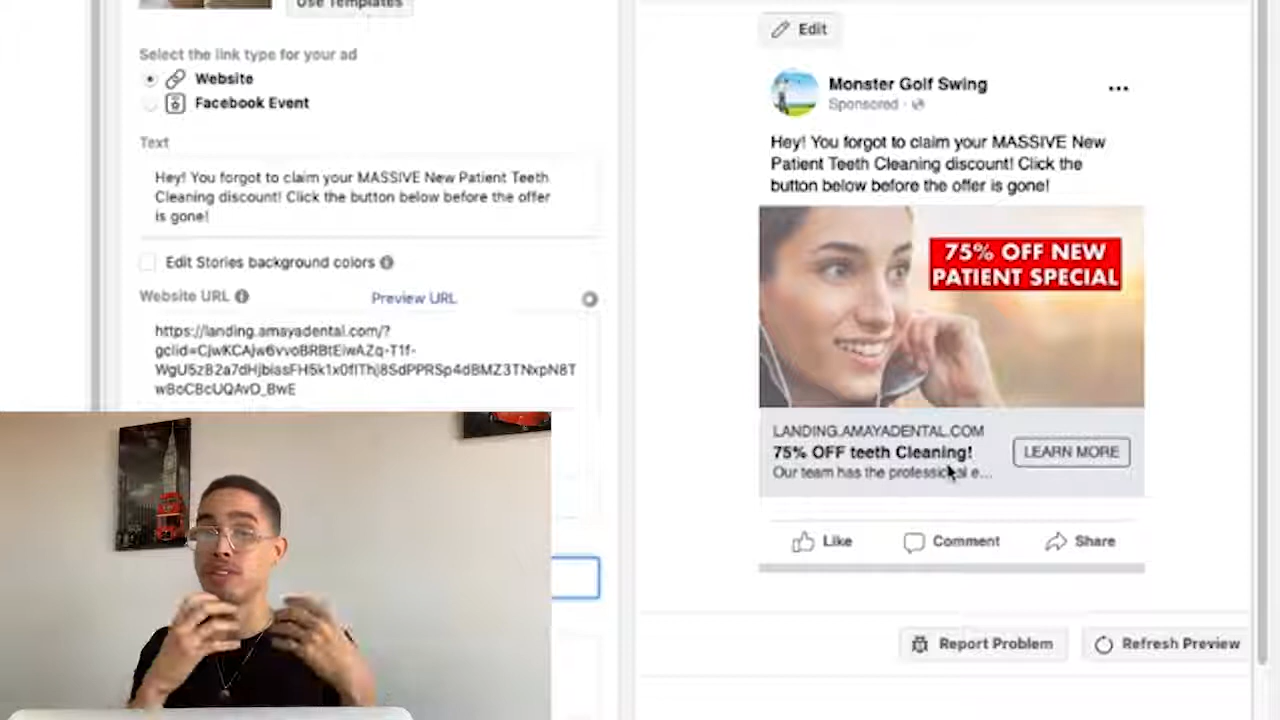 Use Templates
Select the link type for your ad
Website
Facebook Event
Text
Hey! You forgot to claim your MASSIVE New Patient Teeth
Cleaning discount! Click the button below before the offer
is gone!
Edit Stories background colors
Website URL
Preview URL
https://landing.amayadental.com/?
Edit
Monster Golf Swing
Sponsored
Hey! You forgot to claim your MASSIVE New
Patient Teeth Cleaning discount! Click the
button below before the offer is gone!
75% OFF NEW
PATIENT SPECIAL
LANDING.AMAYADENTAL.COM
75% OFF teeth Cleaning!
Our team has the professional e...
LEARN MORE
Like
Comment
Share
Report Problem
Refresh Preview